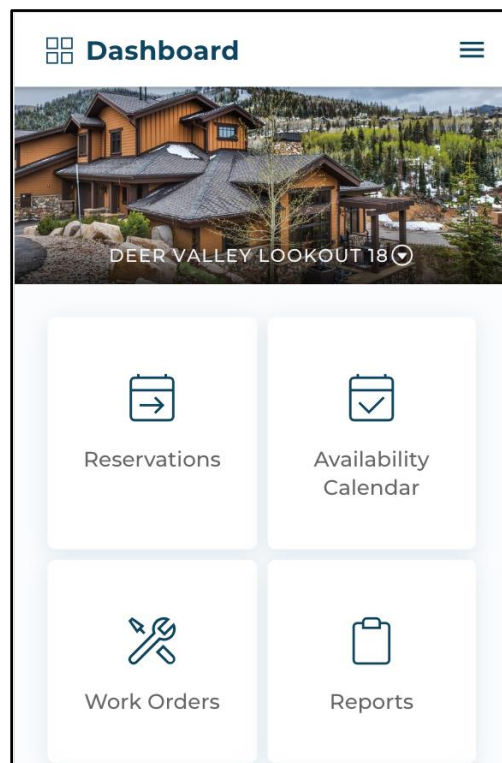 Dashboard
DEER VALLEY LOOKOUT 18
Reservations
Availability
Calendar
Work Orders
Reports